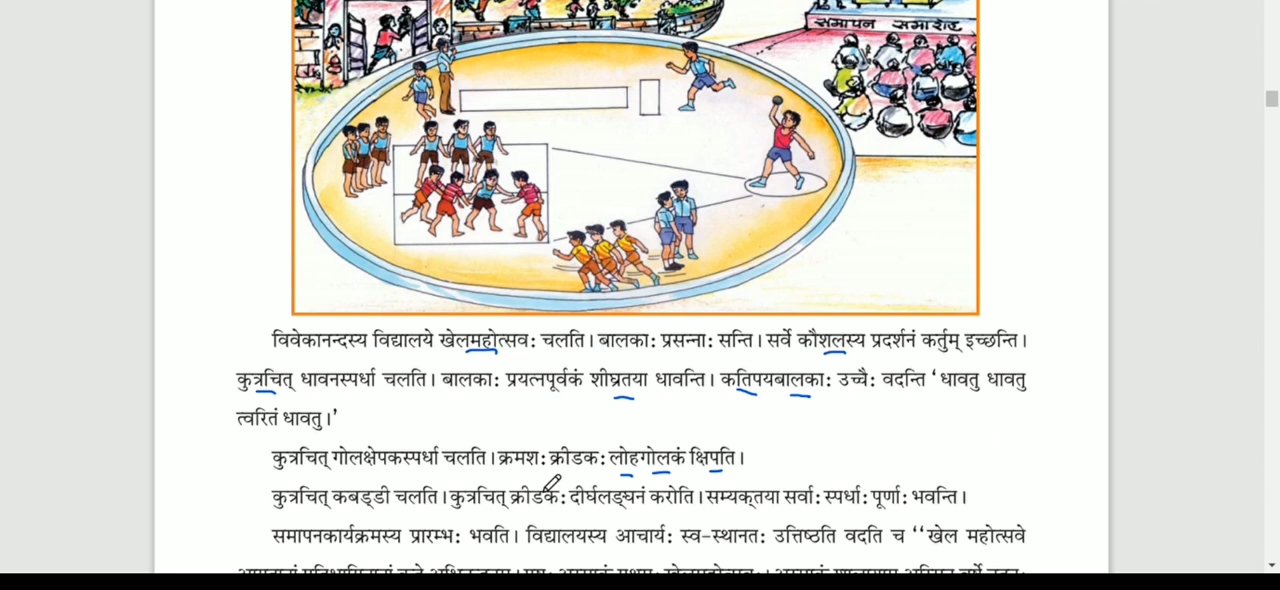 समापन समारोह
विवेकानन्दस्य विद्यालये खेलमहोत्सव: चलति। बालका: प्रसन्ना: सन्ति। सर्वे कौशलस्य प्रदर्शनं कर्तुम् इच्छन्ति।
कुत्रचित् धावनस्पर्धा चलति। बालका: प्रयत्नपूर्वकं शीघ्रतया धावन्ति। कतिपयबालका: उच्चै: वदन्ति ‘धावतु धावतु
त्वरितं धावतु।’
कुत्रचित् गोलक्षेपकस्पर्धा चलति। क्रमश: क्रीडक: लोहगोलकं क्षिपति।
कुत्रचित् कबड्डी चलति। कुत्रचित् क्रीडक: दीर्घलङ्घनं करोति। सम्यक्तया सर्वा: स्पर्धा: पूर्णा: भवन्ति।
समापनकार्यक्रमस्य प्रारम्भ: भवति। विद्यालयस्य आचार्य: स्व-स्थानत: उत्तिष्ठति वदति च ‘‘खेल महोत्सवे